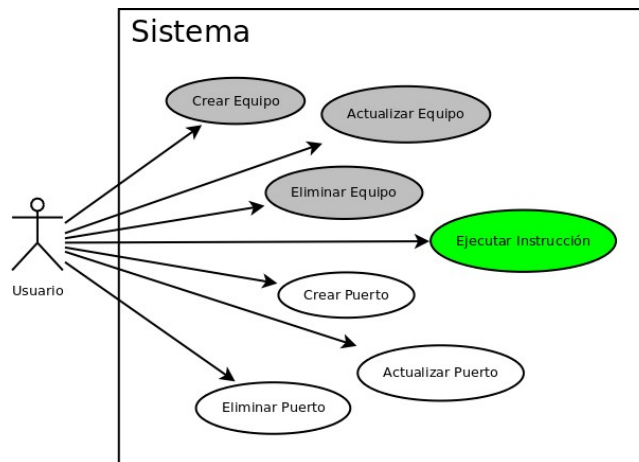 Sistema
Crear Equipo
Actualizar Equipo
Eliminar Equipo
Ejecutar Instrucción
Usuario
Crear Puerto
Actualizar Puerto
Eliminar Puerto